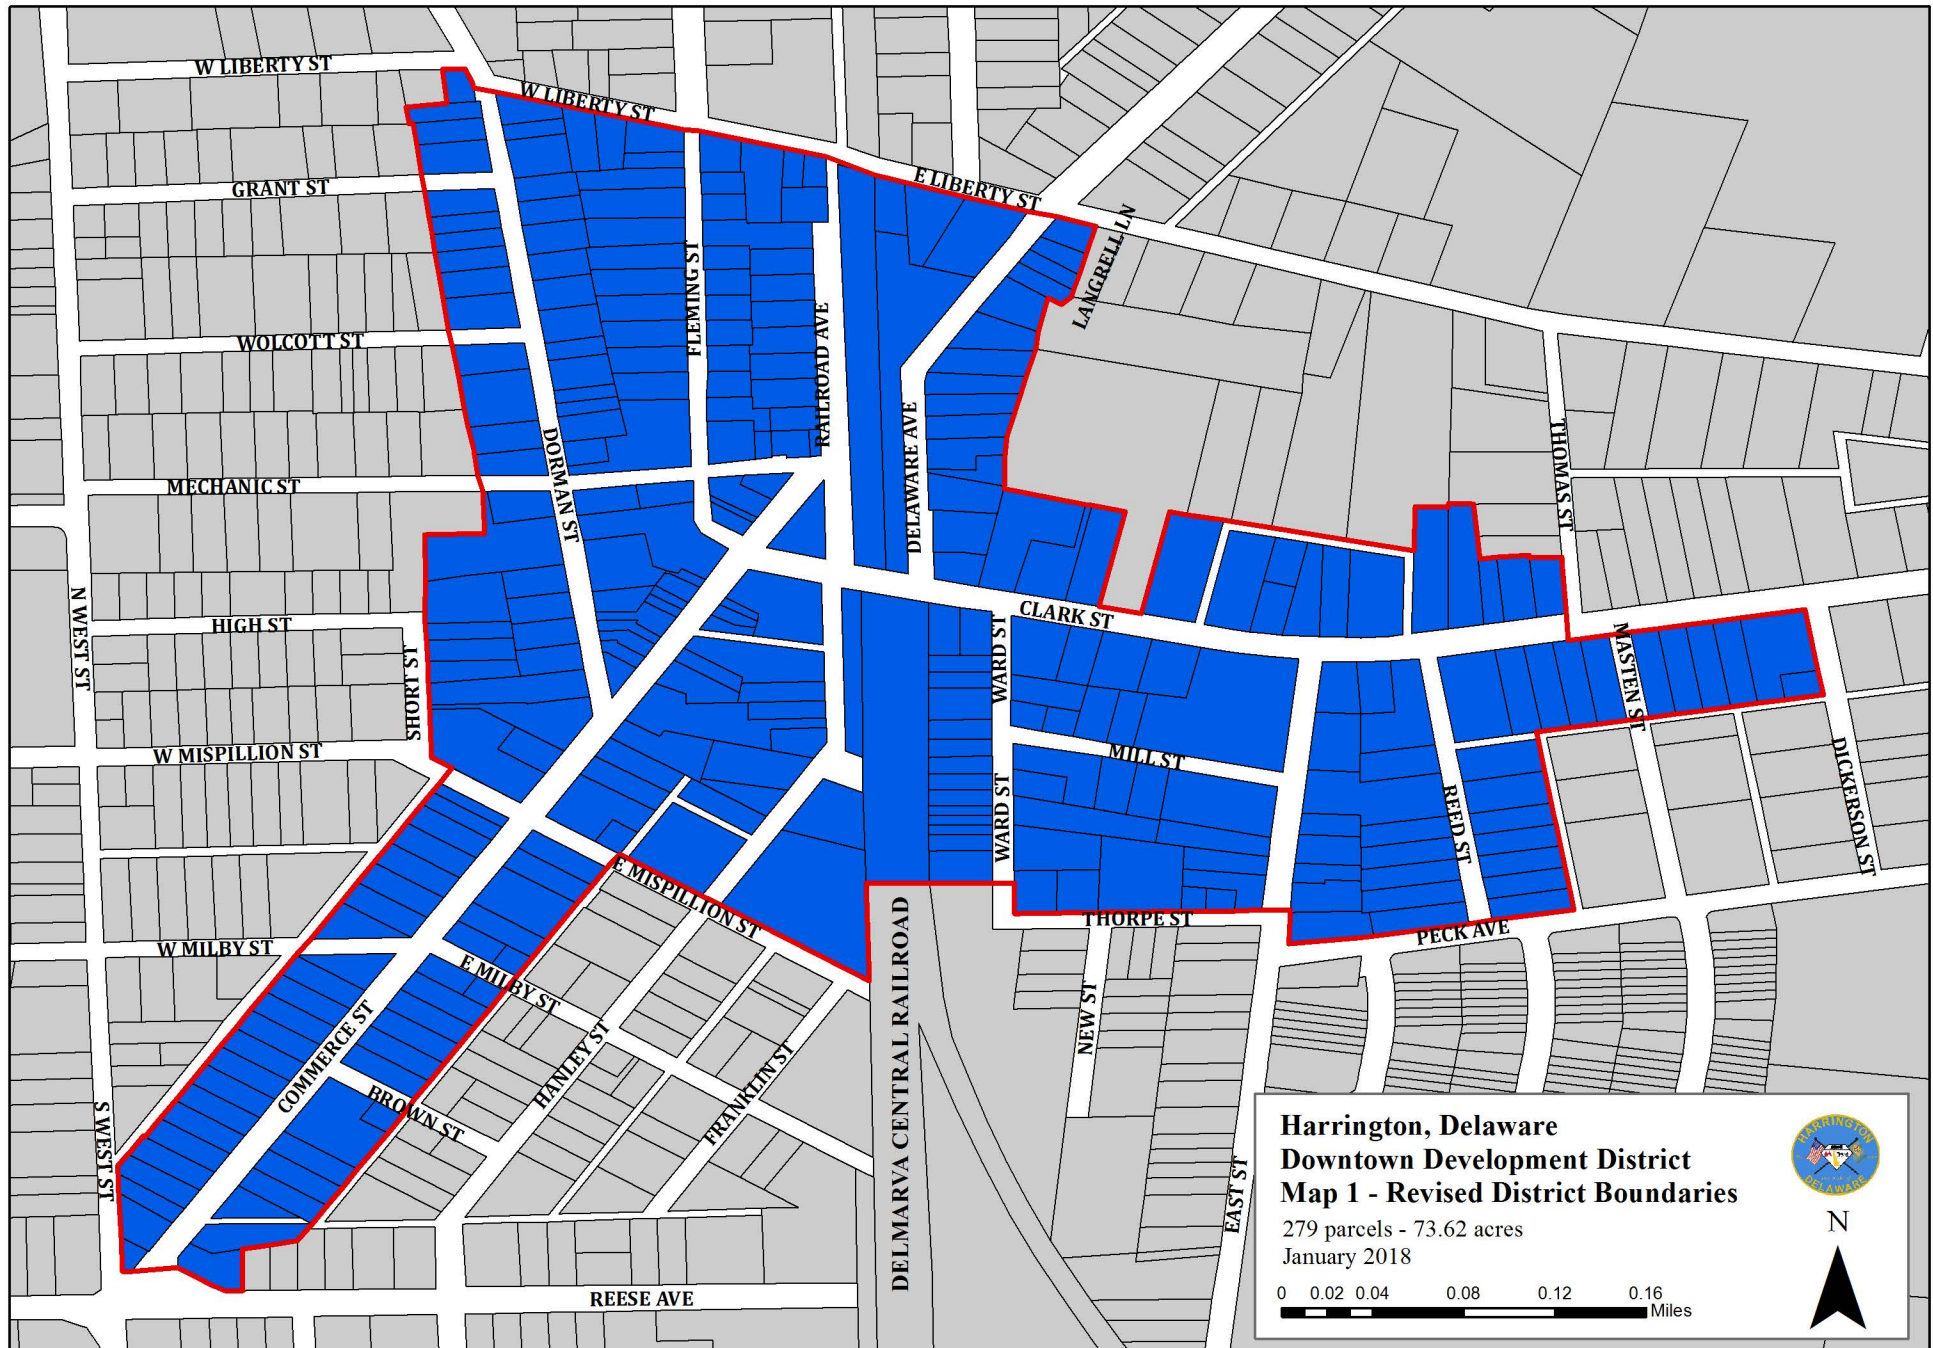 W LIBERTY ST
W LIBERTY ST
E LIBERTY ST
GRANT ST
LANGRELL LN
FLEMING ST
RAILROAD AVE
WOLCOTT ST
DELAWARE AVE
DORMAN ST
THOMAS ST
MECHANIC ST
N WEST ST
HIGH ST
SHORT ST
CLARK ST
WARD ST
MASTEN ST
W MISPILLION ST
MILL ST
WARD ST
REED ST
DICKERSON ST
E MISPILLION ST
THORPE ST
PECK AVE
W MILBY ST
E MILBY ST
COMMERCE ST
HANLEY ST
FRANKLIN ST
NEW ST
BROWN ST
S WEST ST
DELMARVA CENTRAL RAILROAD
EAST ST
REESE AVE
Harrington, Delaware
Downtown Development District
Map 1 - Revised District Boundaries
279 parcels - 73.62 acres
January 2018
HARRINGTON
DELAWARE
N
0 0.02 0.04 0.08 0.12 0.16
Miles